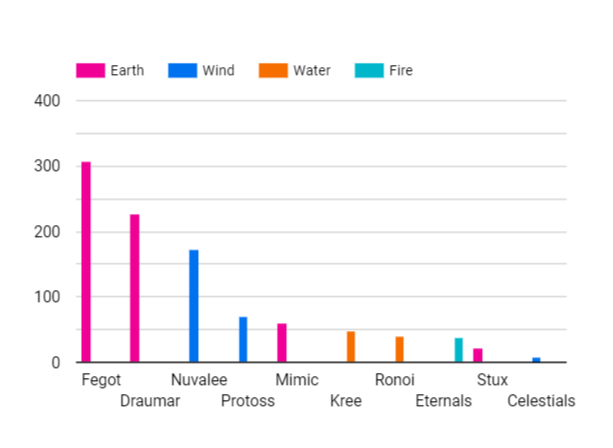 Earth Wind Water Fire
400
300
200
100
0
Fegot Nuvalee Mimic Ronoi Stux
Draumar Protoss Kree Eternals Celestials